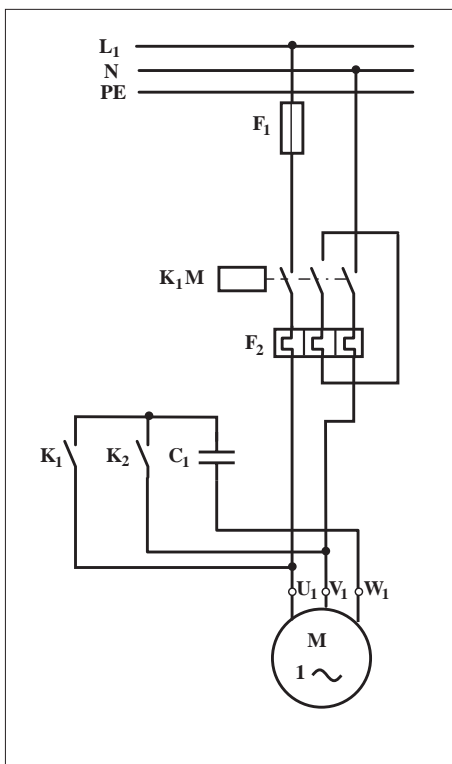 L₁
N
PE
F₁
K₁M
F₂
K₁ K₂ C₁
U₁ V₁ W₁
M
1 ~